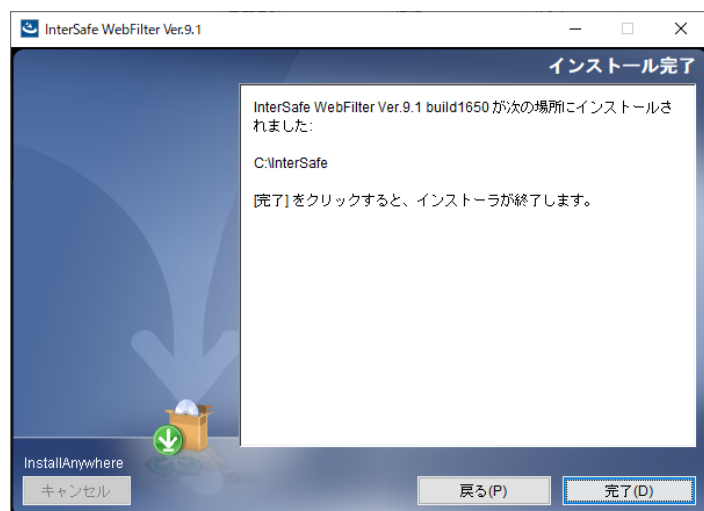 InterSafe WebFilter Ver.9.1
インストール完了
InterSafe WebFilter Ver.9.1 build1650 が次の場所にインストールさ
れました:
C:\InterSafe
[完了] をクリックすると、インストーラが終了します。
InstallAnywhere
キャンセル
戻る(P)
完了(D)